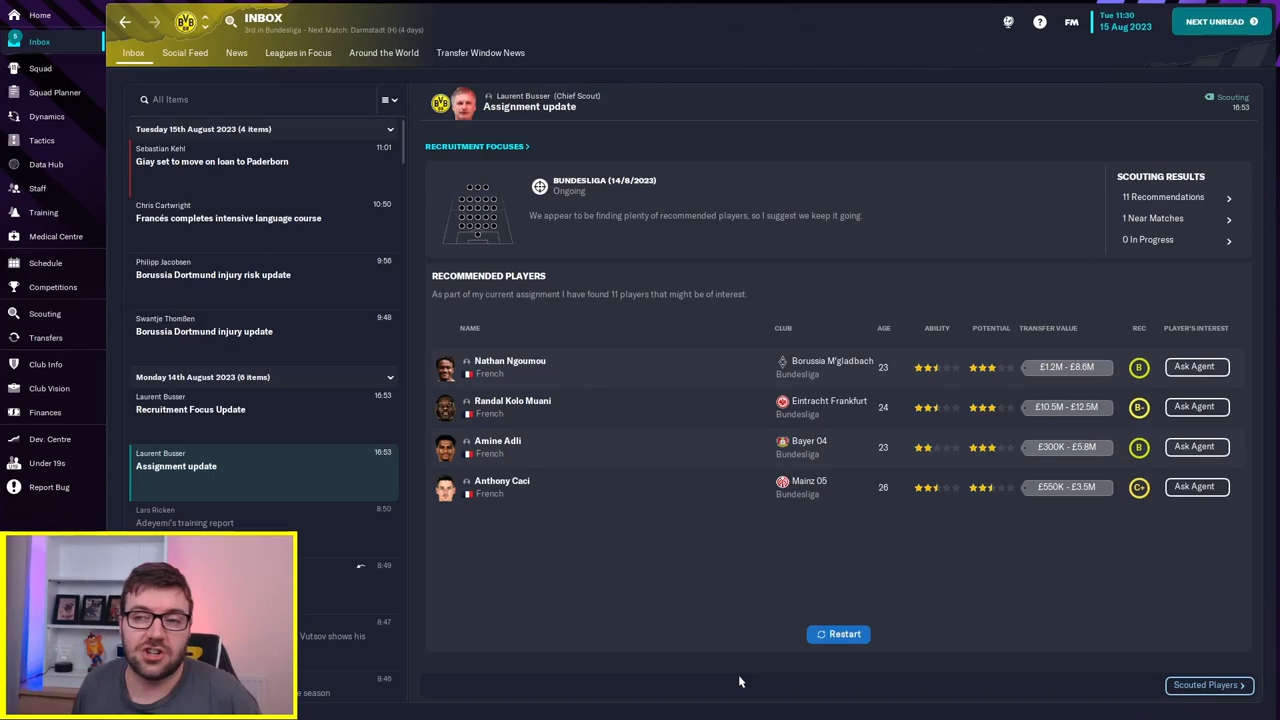 Home
5
Inbox
Squad
Squad Planner
Dynamics
Tactics
Data Hub
Staff
Training
Medical Centre
Schedule
Competitions
Scouting
Transfers
Club Info
Club Vision
Finances
Dev. Centre
Under 19s
Report Bug
BVB 09
INBOX
3rd in Bundesliga - Next Match: Darmstadt (H) (4 days)
FM
Tue 11:30
15 Aug 2023
NEXT UNREAD
Inbox
Social Feed
News
Leagues in Focus
Around the World
Transfer Window News
All Items
Tuesday 15th August 2023 (4 items)
Sebastian Kehl 11:01
Giay set to move on loan to Paderborn
Chris Cartwright 10:50
Francés completes intensive language course
Philipp Jacobsen 9:56
Borussia Dortmund injury risk update
Swantje Thomßen 9:48
Borussia Dortmund injury update
Monday 14th August 2023 (6 items)
Laurent Busser 16:53
Recruitment Focus Update
Laurent Busser 16:53
Assignment update
Lars Ricken 8:50
Adeyemi's training report
8:49
8:47
Vutsov shows his
8:46
e season
BVB 09
Laurent Busser (Chief Scout)
Assignment update
Scouting
16:53
RECRUITMENT FOCUSES >
BUNDESLIGA (14/8/2023)
Ongoing
We appear to be finding plenty of recommended players, so I suggest we keep it going.
SCOUTING RESULTS
11 Recommendations
1 Near Matches
0 In Progress
RECOMMENDED PLAYERS
As part of my current assignment I have found 11 players that might be of interest.
NAME CLUB AGE ABILITY POTENTIAL TRANSFER VALUE REC PLAYER'S INTEREST
Nathan Ngoumou Borussia M'gladbach 23 £1.2M - £8.6M B Ask Agent
French Bundesliga
Randal Kolo Muani Eintracht Frankfurt 24 £10.5M - £12.5M B- Ask Agent
French Bundesliga
Amine Adli Bayer 04 23 £300K - £5.8M B Ask Agent
French Bundesliga
Anthony Caci Mainz 05 26 £550K - £3.5M C+ Ask Agent
French Bundesliga
Restart
Scouted Players >